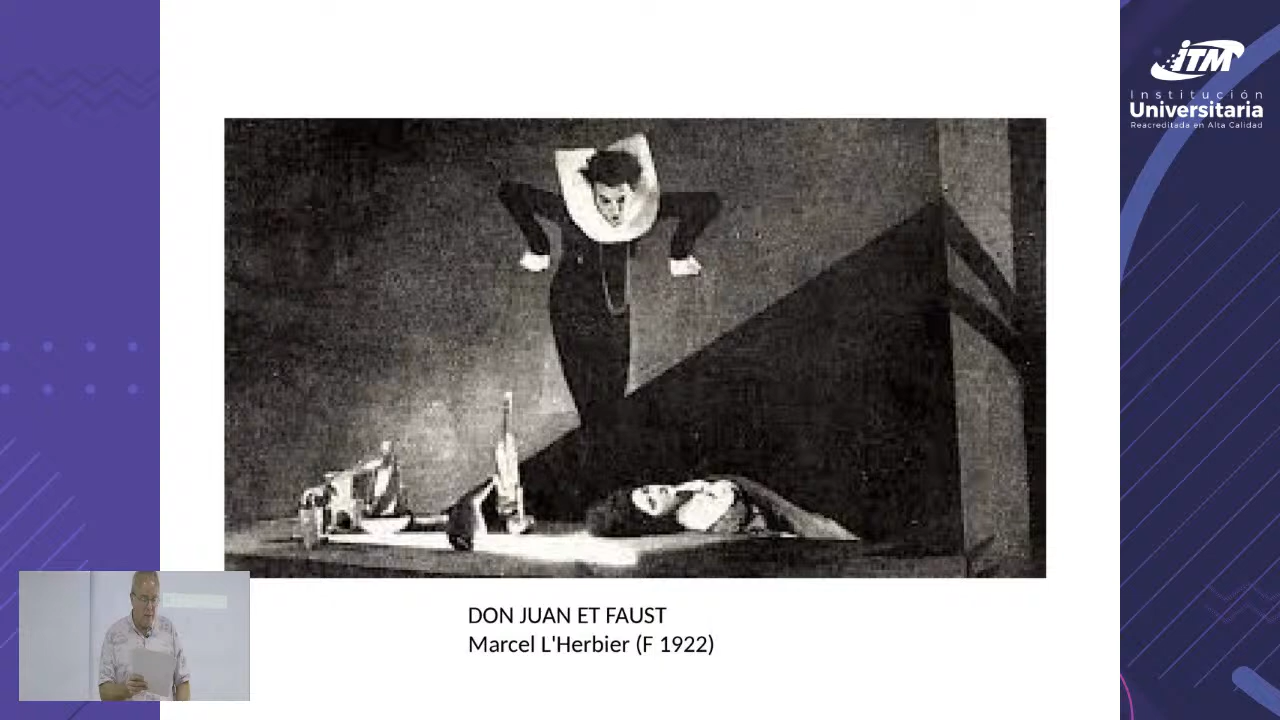 iTM
Institución
Universitaria
Reacreditada en Alta Calidad
DON JUAN ET FAUST
Marcel L'Herbier (F 1922)